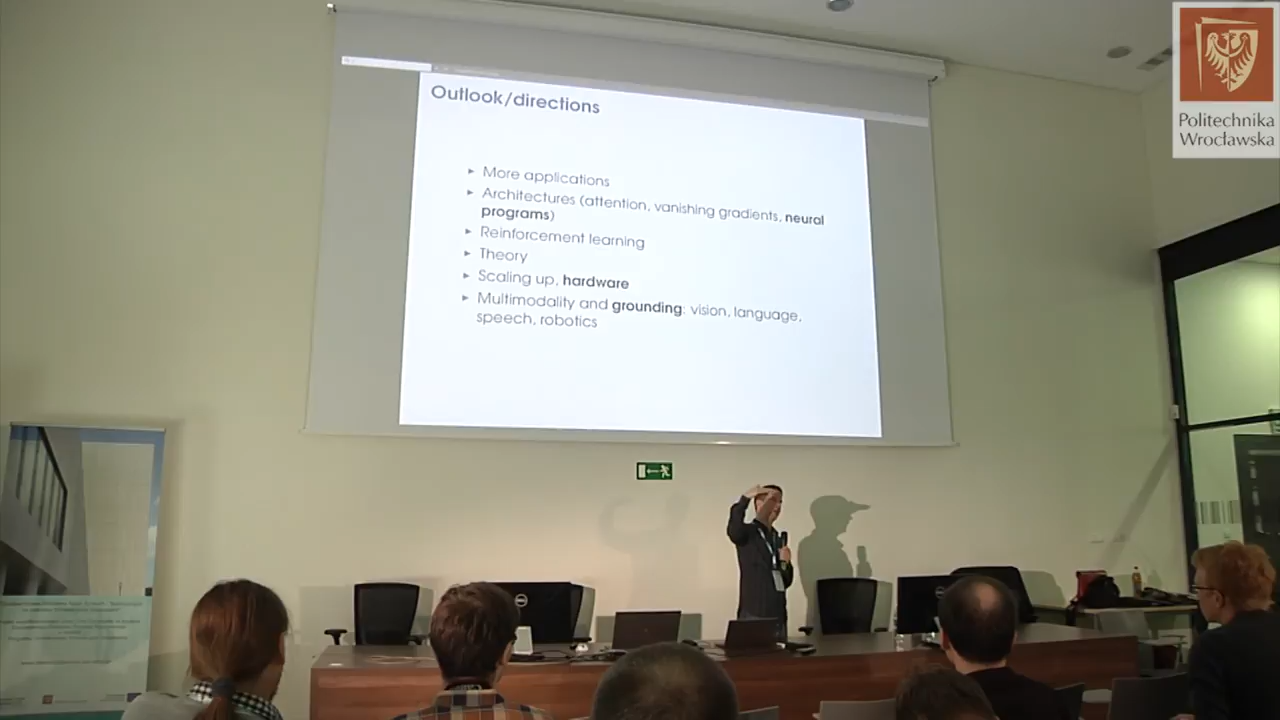 Politechnika
Wrocławska
Outlook/directions
More applications
Architectures (attention, vanishing gradients, neural
programs)
Reinforcement learning
Theory
Scaling up, hardware
Multimodality and grounding: vision, language,
speech, robotics
DELL